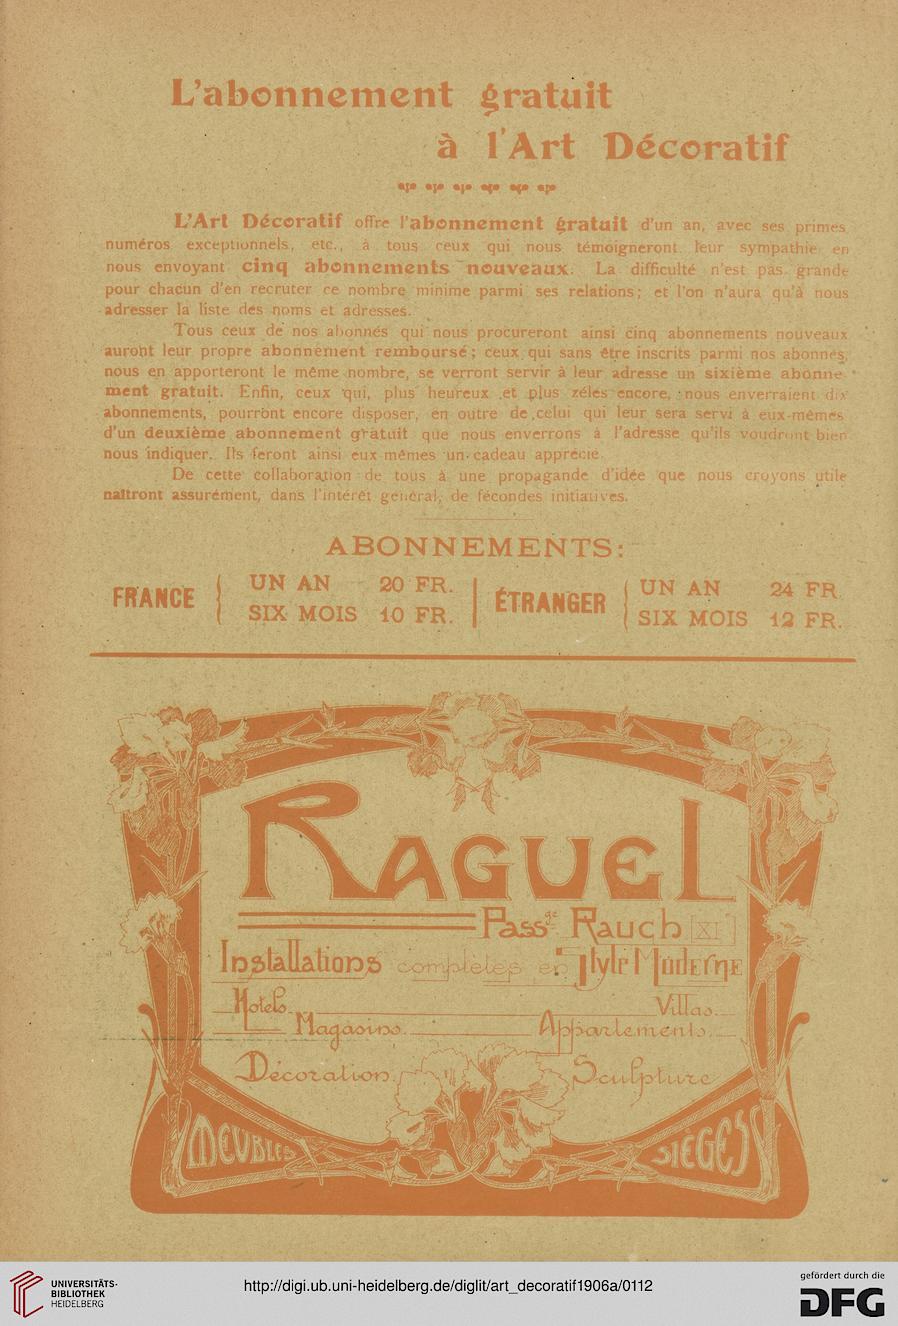 L'abonnement gratuit
à l'Art Décoratif
L'Art Décoratif offre l'abonnement gratuit d'un an, avec ses primes,
numéros exceptionnels, etc., à tous ceux qui nous témoigneront leur sympathie en
nous envoyant cinq abonnements nouveaux. La difficulté n'est pas grande
pour chacun d'en recruter ce nombre minime parmi ses relations; et l'on n'aura qu'à nous
adresser la liste des noms et adresses.
Tous ceux de nos abonnés qui nous procureront ainsi cinq abonnements nouveaux
auront leur propre abonnement remboursé; ceux qui sans être inscrits parmi nos abonnés,
nous en apporteront le même nombre, se verront servir à leur adresse un sixième abonne-
ment gratuit. Enfin, ceux qui, plus heureux et plus zélés encore, nous enverraient dix
abonnements, pourront encore disposer, en outre de celui qui leur sera servi à eux-mêmes
d'un deuxième abonnement gratuit que nous enverrons à l'adresse qu'ils voudront bien
nous indiquer. Ils feront ainsi eux mêmes un cadeau apprécié.
De cette collaboration de tous à une propagande d'idée que nous croyons utile
naîtront assurément, dans l'intérêt général, de fécondes initiatives.
ABONNEMENTS:
FRANCE { UN AN 20 FR. | ÉTRANGER { UN AN 24 FR
SIX MOIS 10 FR. SIX MOIS 12 FR.
RAGUEL
Passge Rauch [XI]
Installations complètes en Style Moderne
Hotels. Villas.
Magasins. Appartements.
Décoration Sculpture
MEUBLES SIÈGES
UNIVERSITÄTS-
BIBLIOTHEK
HEIDELBERG
http://digi.ub.uni-heidelberg.de/diglit/art_decoratif1906a/0112
gefördert durch die
DFG